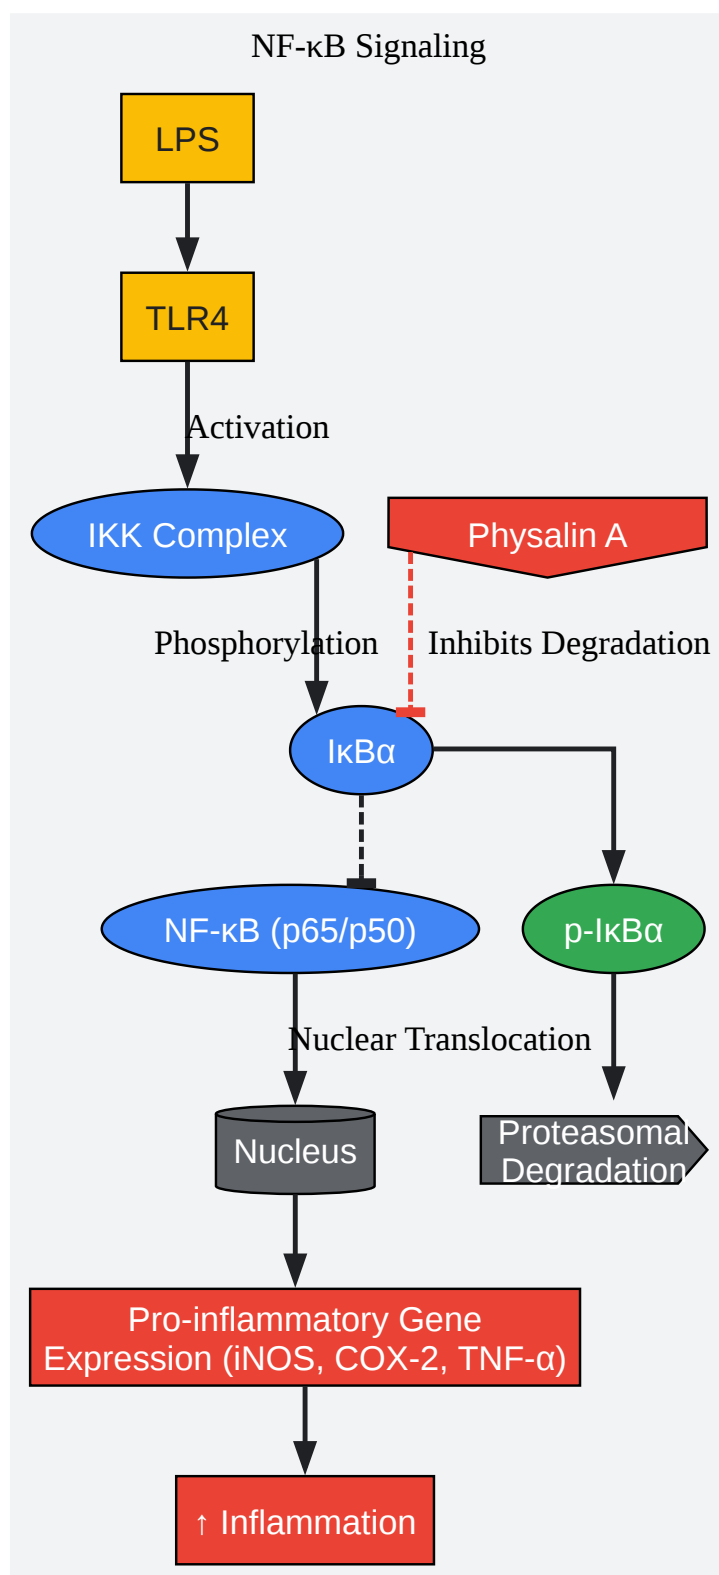 NF-κB Signaling
LPS
TLR4
Activation
IKK Complex
Physalin A
Phosphorylation
Inhibits Degradation
IκBα
NF-κB (p65/p50)
p-IκBα
Nuclear Translocation
Nucleus
Proteasomal
Degradation
Pro-inflammatory Gene
Expression (iNOS, COX-2, TNF-α)
↑ Inflammation